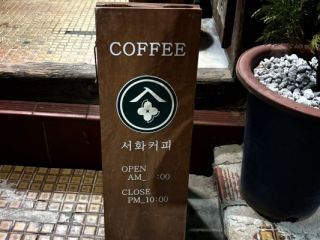 COFFEE
서화커피
OPEN
AM_ :00
CLOSE
PM_10:00